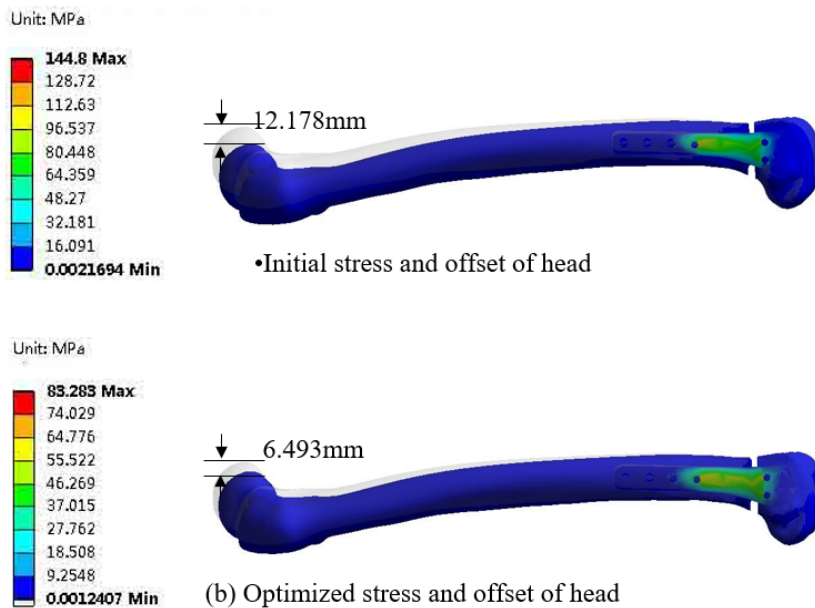 Unit: MPa
144.8 Max
128.72
112.63
96.537
80.448
64.359
48.27
32.181
16.091
0.0021694 Min
12.178mm
•Initial stress and offset of head
Unit: MPa
83.283 Max
74.029
64.776
55.522
46.269
37.015
27.762
18.508
9.2548
0.0012407 Min
6.493mm
(b) Optimized stress and offset of head